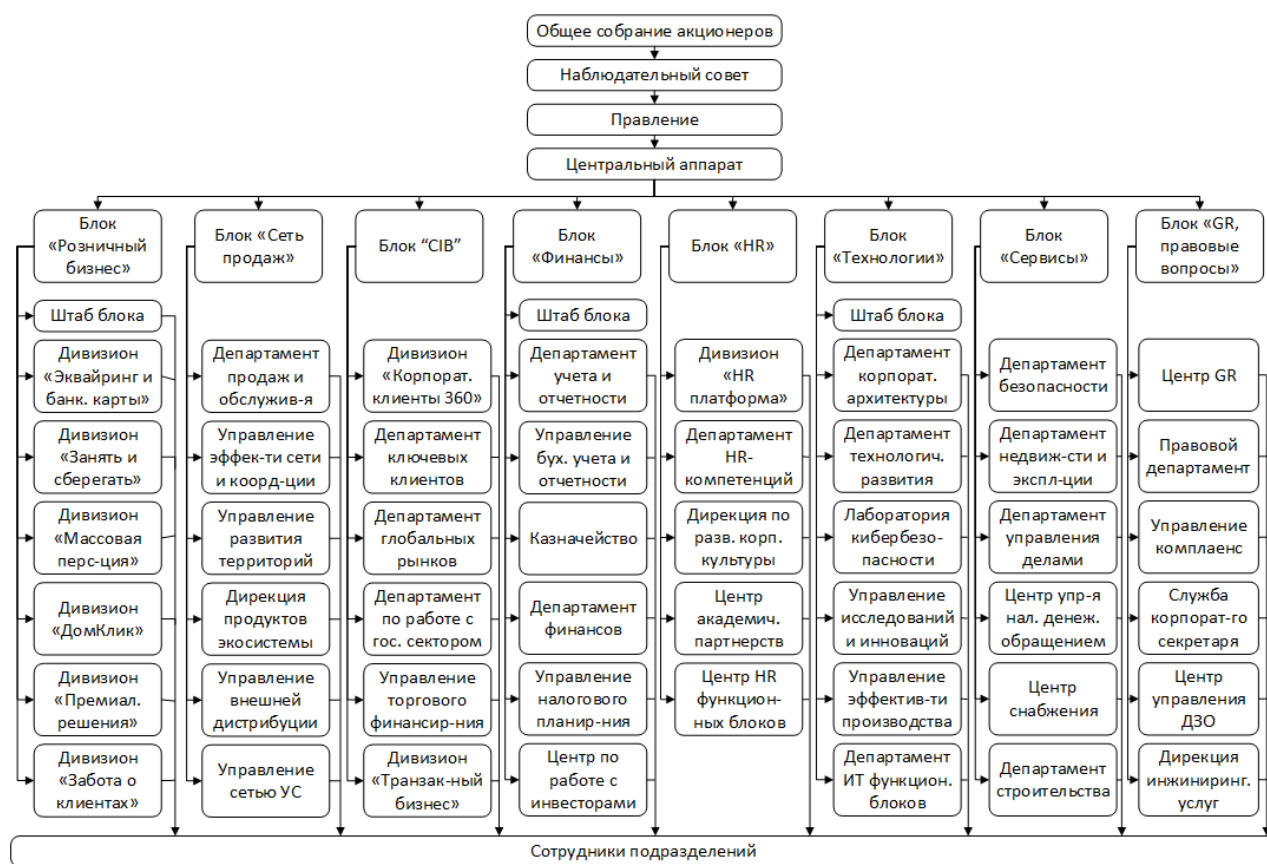 Общее собрание акционеров
Наблюдательный совет
Правление
Центральный аппарат
Блок
«Розничный
бизнес»
Блок «Сеть
продаж»
Блок “CIB”
Блок
«Финансы»
Блок «HR»
Блок
«Технологии»
Блок
«Сервисы»
Блок «GR,
правовые
вопросы»
Штаб блока
Дивизион
«Эквайринг и
банк. карты»
Дивизион
«Занять и
сберегать»
Дивизион
«Массовая
перс-ция»
Дивизион
«ДомКлик»
Дивизион
«Премиал.
решения»
Дивизион
«Забота о
клиентах»
Департамент
продаж и
обслужив-я
Управление
эффек-ти сети
и коорд-ции
Управление
развития
территорий
Дирекция
продуктов
экосистемы
Управление
внешней
дистрибуции
Управление
сетью УС
Дивизион
«Корпорат.
клиенты 360»
Департамент
ключевых
клиентов
Департамент
глобальных
рынков
Департамент
по работе с
гос. сектором
Управление
торгового
финансир-ния
Дивизион
«Транзак-ный
бизнес»
Штаб блока
Департамент
учета и
отчетности
Управление
бух. учета и
отчетности
Казначейство
Департамент
финансов
Управление
налогового
планир-ния
Центр по
работе с
инвесторами
Дивизион
«HR
платформа»
Департамент
HR-
компетенций
Дирекция по
разв. корп.
культуры
Центр
академич.
партнерств
Центр HR
функцион-
ных блоков
Штаб блока
Департамент
корпорат.
архитектуры
Департамент
технологич.
развития
Лаборатория
кибербезо-
пасности
Управление
исследований
и инноваций
Управление
эффектив-ти
производства
Департамент
ИТ функцион.
блоков
Департамент
безопасности
Департамент
недвиж-сти и
экспл-ции
Департамент
управления
делами
Центр упр-я
нал. денеж.
обращением
Центр
снабжения
Департамент
строительства
Центр GR
Правовой
департамент
Управление
комплаенс
Служба
корпорат-го
секретаря
Центр
управления
ДЗО
Дирекция
инжиниринг.
услуг
Сотрудники подразделений